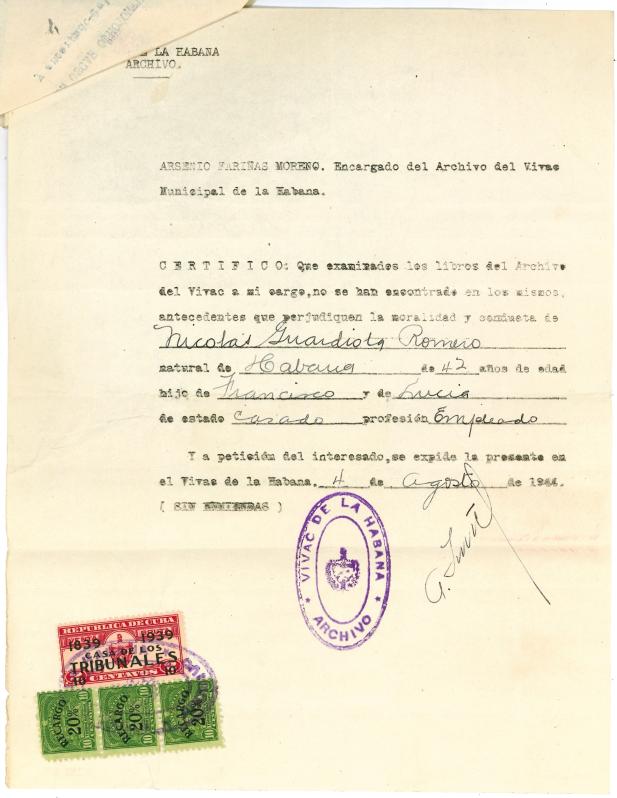 DE LA HABANA
ARCHIVO.
ARSENIO FARIÑAS MORENO. Encargado del Archivo del Vivac
Municipal de la Habana.
C E R T I F I C O: Que examinados los libros del Archivo
del Vivac a mi cargo, no se han encontrado en los mismos,
antecedentes que perjudiquen la moralidad y conducta de
Nicolás Guardiola Romero
natural de Habana de 42 años de edad
hijo de Francisco y de Lucia
de estado Casado profesión Empleado
Y a petición del interesado, se expide la presente en
el Vivac de la Habana. 4 de agosto de 1944.
( SIN ENMIENDAS )
VIVAC DE LA HABANA
ARCHIVO
REPUBLICA DE CUBA
1839 1939
CASA DE LOS
TRIBUNALES
10 10
CENTAVOS
RECARGO 20% 10
RECARGO 20% 10
RECARGO 20% 10